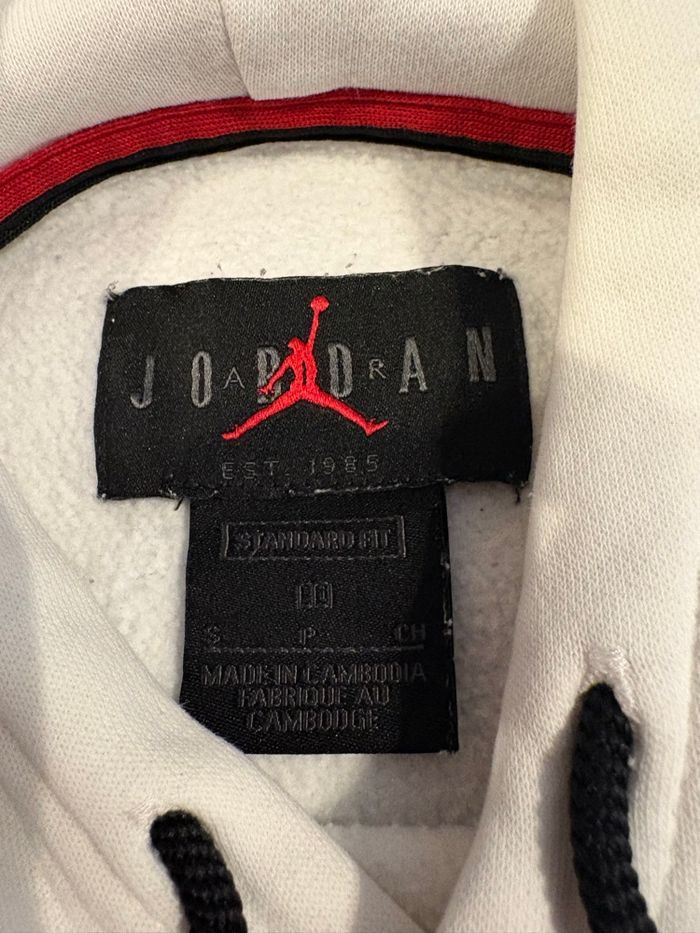 JORDAN
AIR
EST. 1985
STANDARD FIT
S P CH
MADE IN CAMBODIA
FABRIQUE AU
CAMBODGE